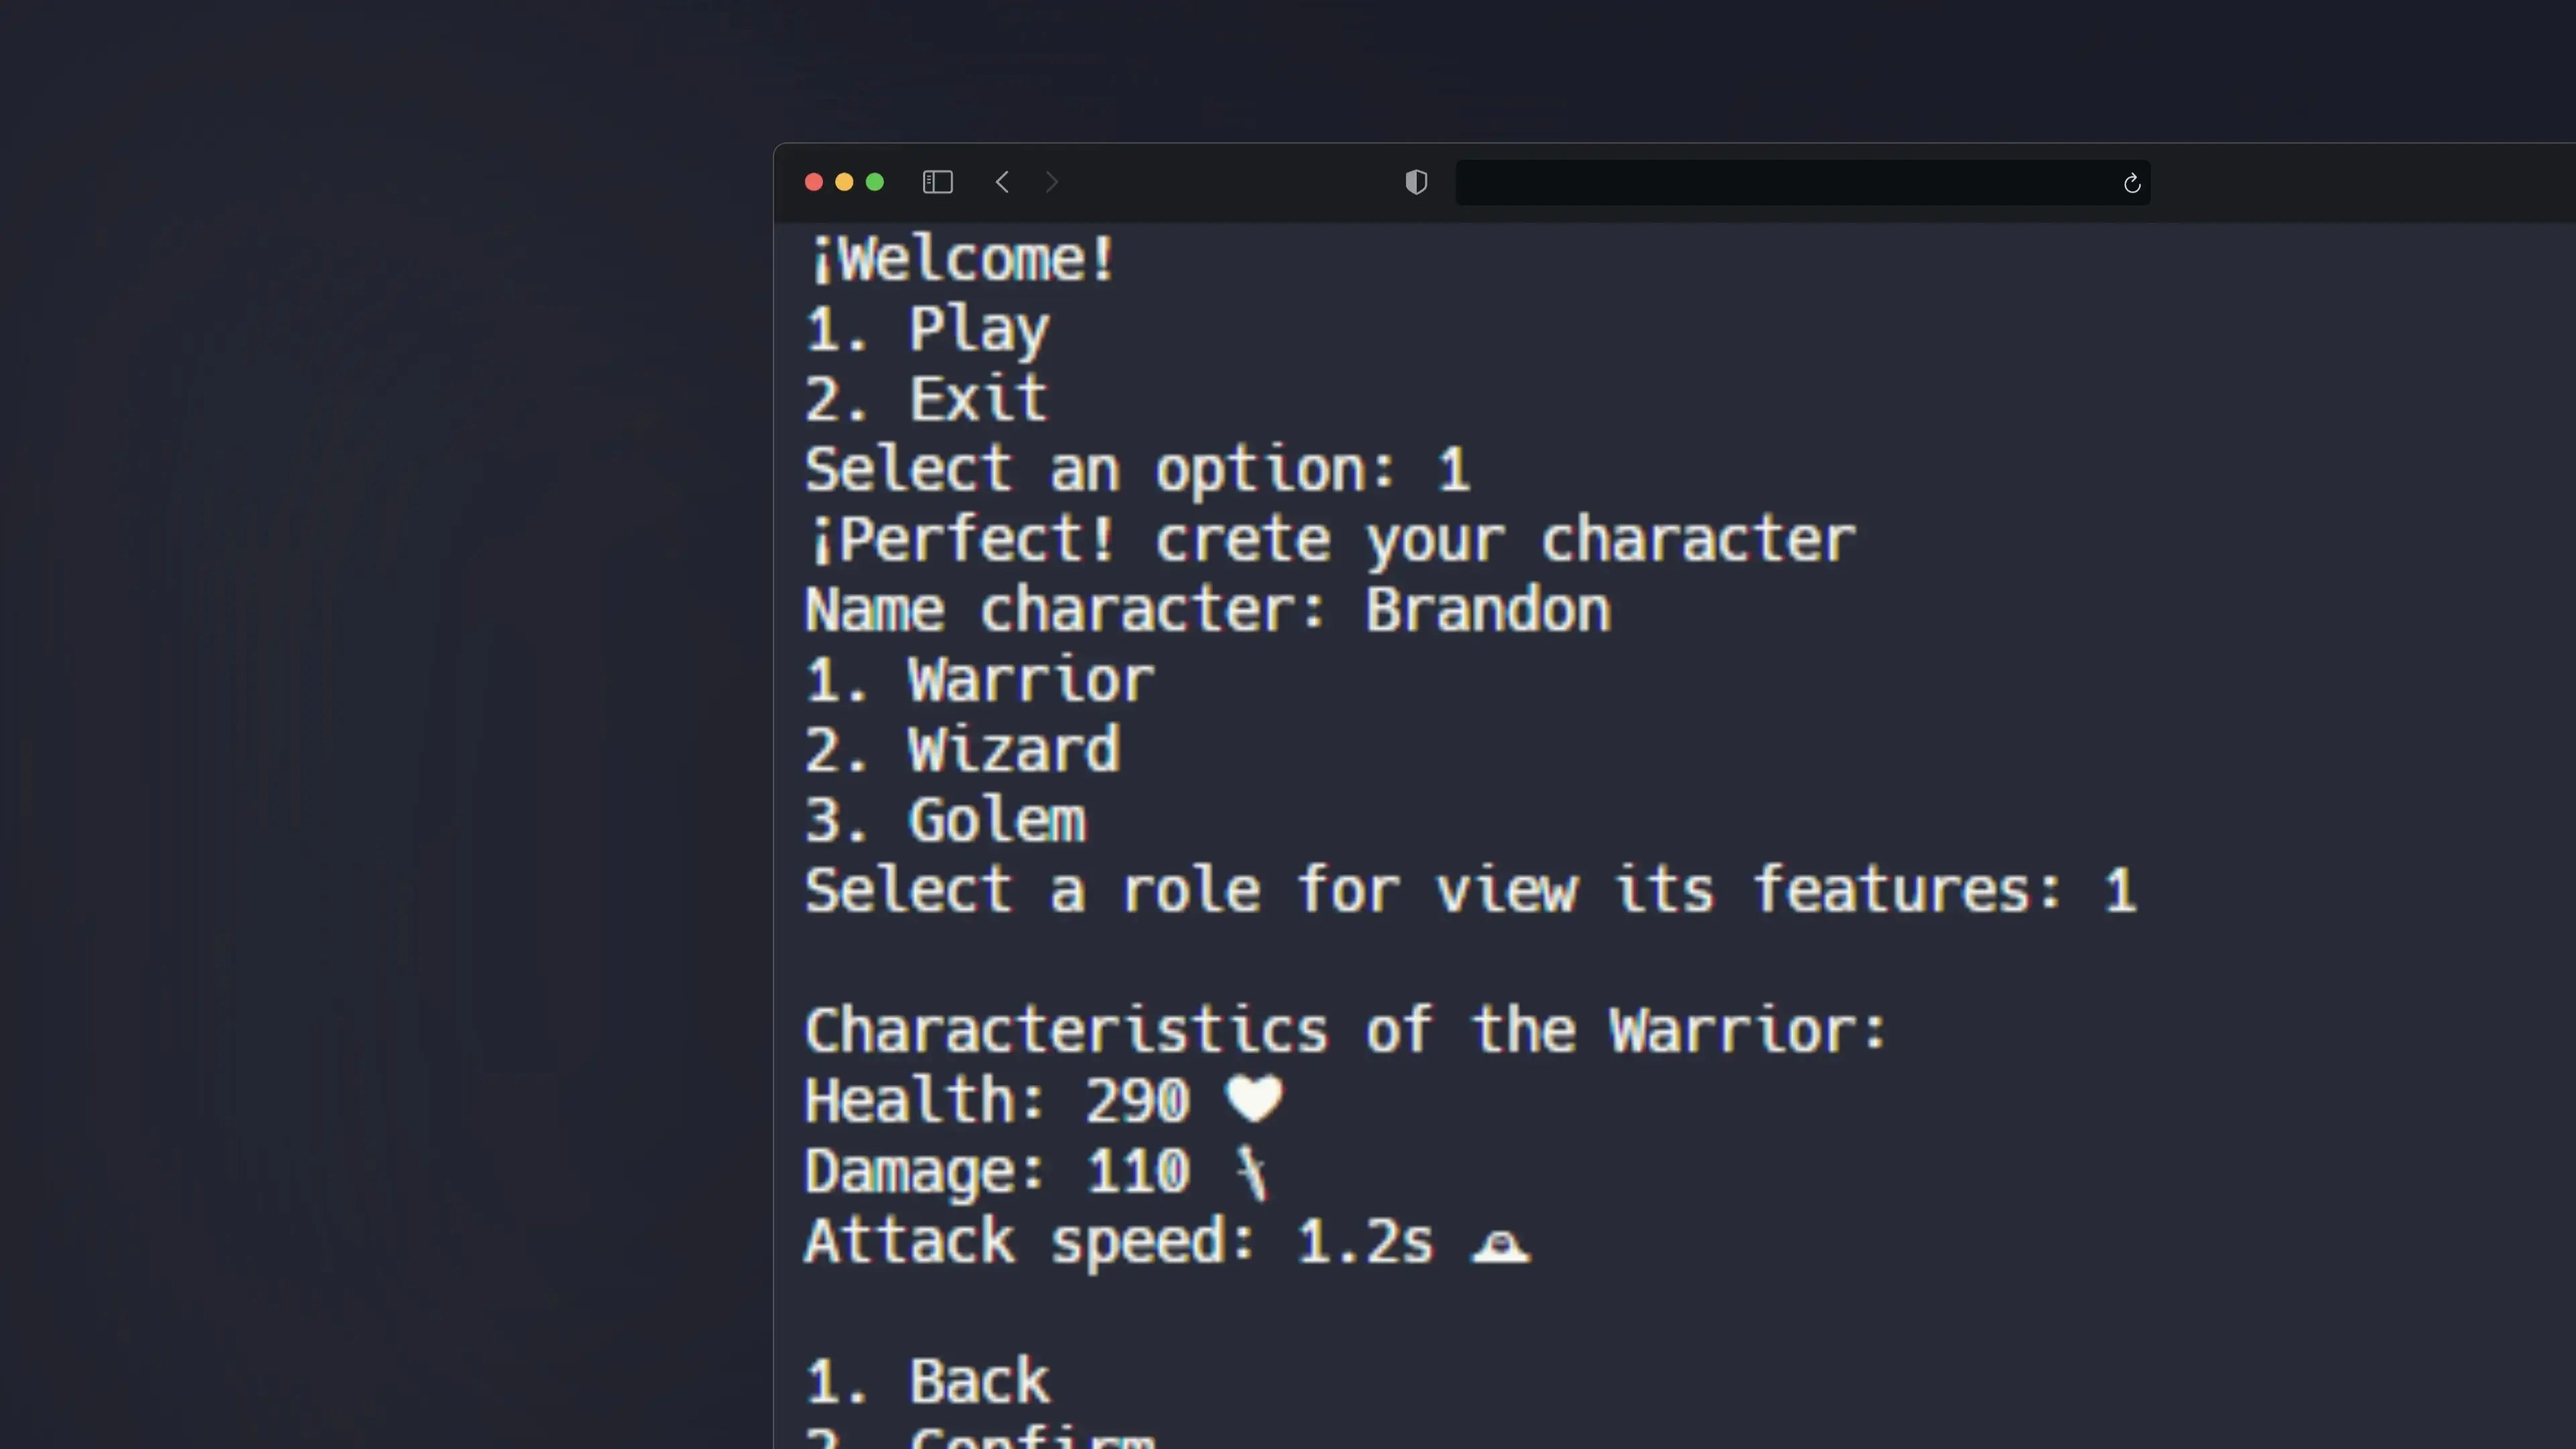 ¡Welcome!
1. Play
2. Exit
Select an option: 1
¡Perfect! crete your character
Name character: Brandon
1. Warrior
2. Wizard
3. Golem
Select a role for view its features: 1
Characteristics of the Warrior:
Health: 290
Damage: 110
Attack speed: 1.2s
1. Back
2. Confirm